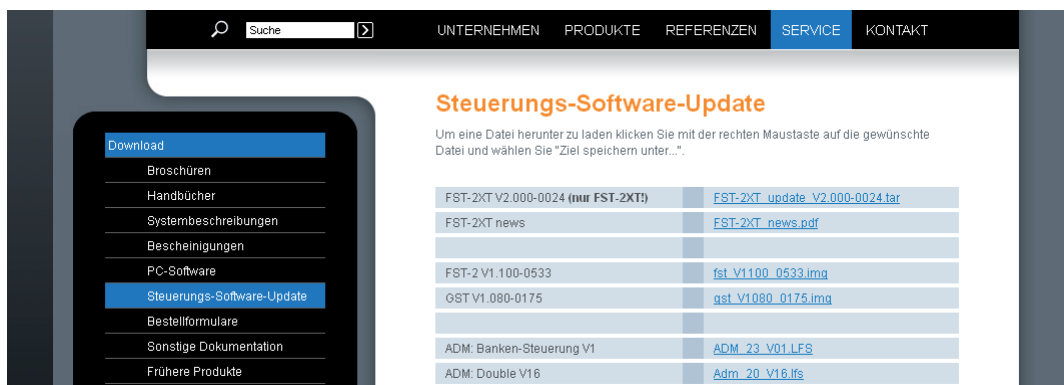 Suche
UNTERNEHMEN PRODUKTE REFERENZEN SERVICE KONTAKT
Download
Broschüren
Handbücher
Systembeschreibungen
Bescheinigungen
PC-Software
Steuerungs-Software-Update
Bestellformulare
Sonstige Dokumentation
Frühere Produkte
Steuerungs-Software-Update
Um eine Datei herunter zu laden klicken Sie mit der rechten Maustaste auf die gewünschte
Datei und wählen Sie "Ziel speichern unter...".
FST-2XT V2.000-0024 (nur FST-2XT!) FST-2XT_update_V2.000-0024.tar
FST-2XT news FST-2XT_news.pdf
FST-2 V1.100-0533 fst_V1100_0533.img
GST V1.080-0175 gst_V1080_0175.img
ADM: Banken-Steuerung V1 ADM_23_V01.LFS
ADM: Double V16 Adm_20_V16.lfs